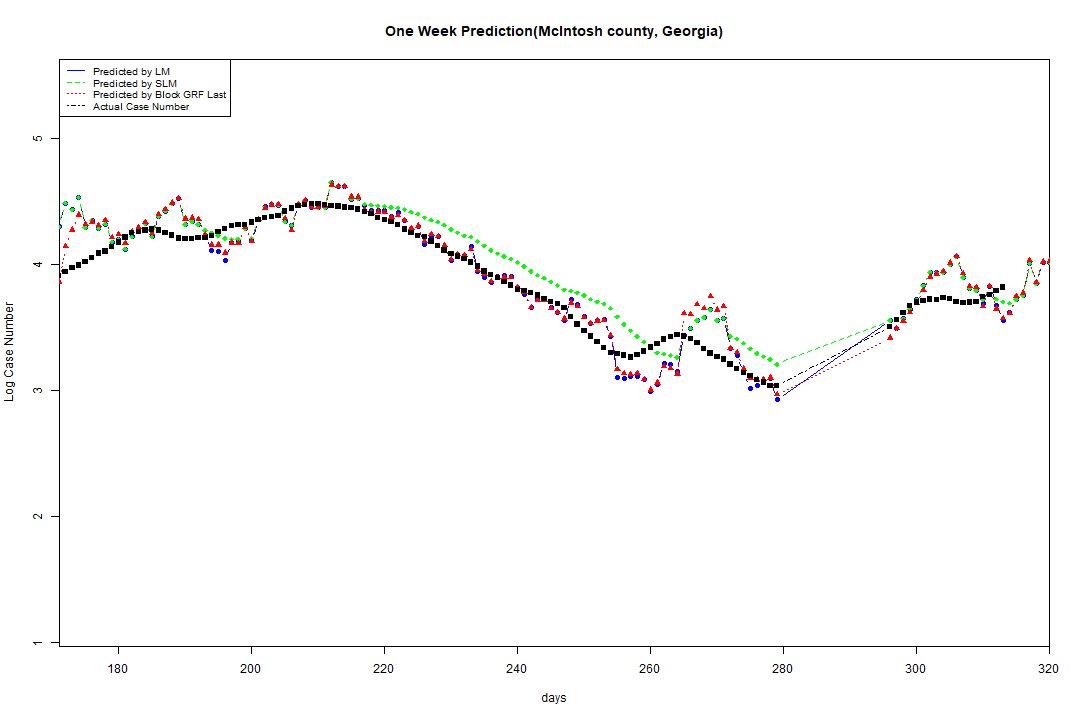 One Week Prediction(McIntosh county, Georgia)
Predicted by LM
Predicted by SLM
Predicted by Block GRF Last
Actual Case Number
5
4
3
2
1
Log Case Number
180 200 220 240 260 280 300 320
days